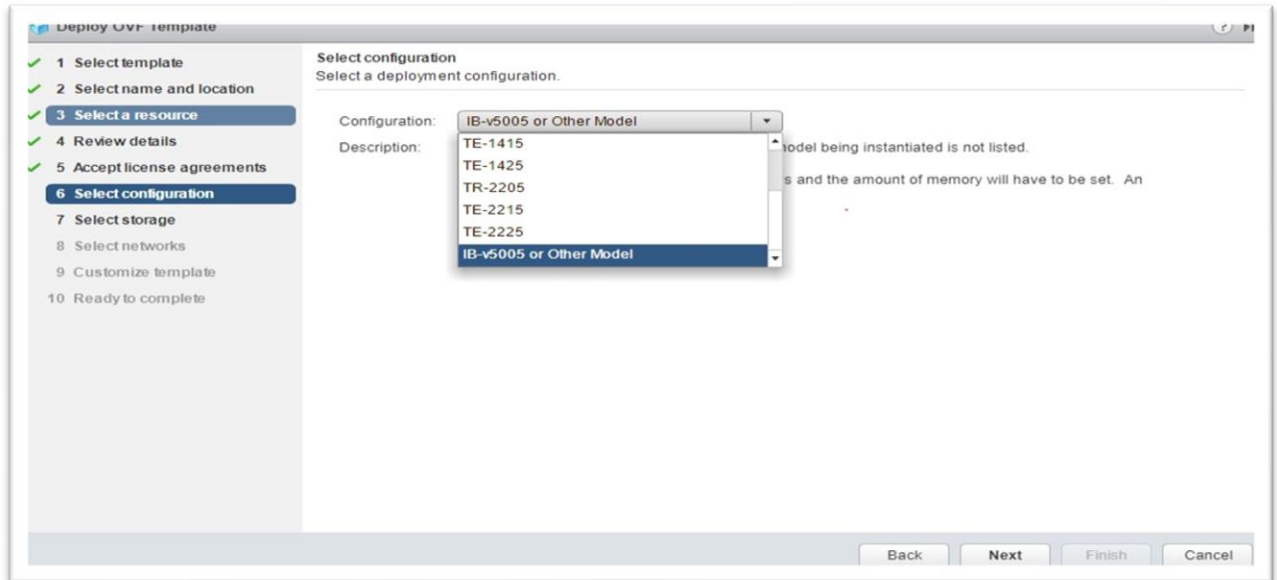 Deploy OVF Template
1 Select template
2 Select name and location
3 Select a resource
4 Review details
5 Accept license agreements
6 Select configuration
7 Select storage
8 Select networks
9 Customize template
10 Ready to complete
Select configuration
Select a deployment configuration.
Configuration: IB-v5005 or Other Model
Description:
TE-1415
TE-1425
TR-2205
TE-2215
TE-2225
IB-v5005 or Other Model
model being instantiated is not listed.
s and the amount of memory will have to be set. An
Back Next Finish Cancel